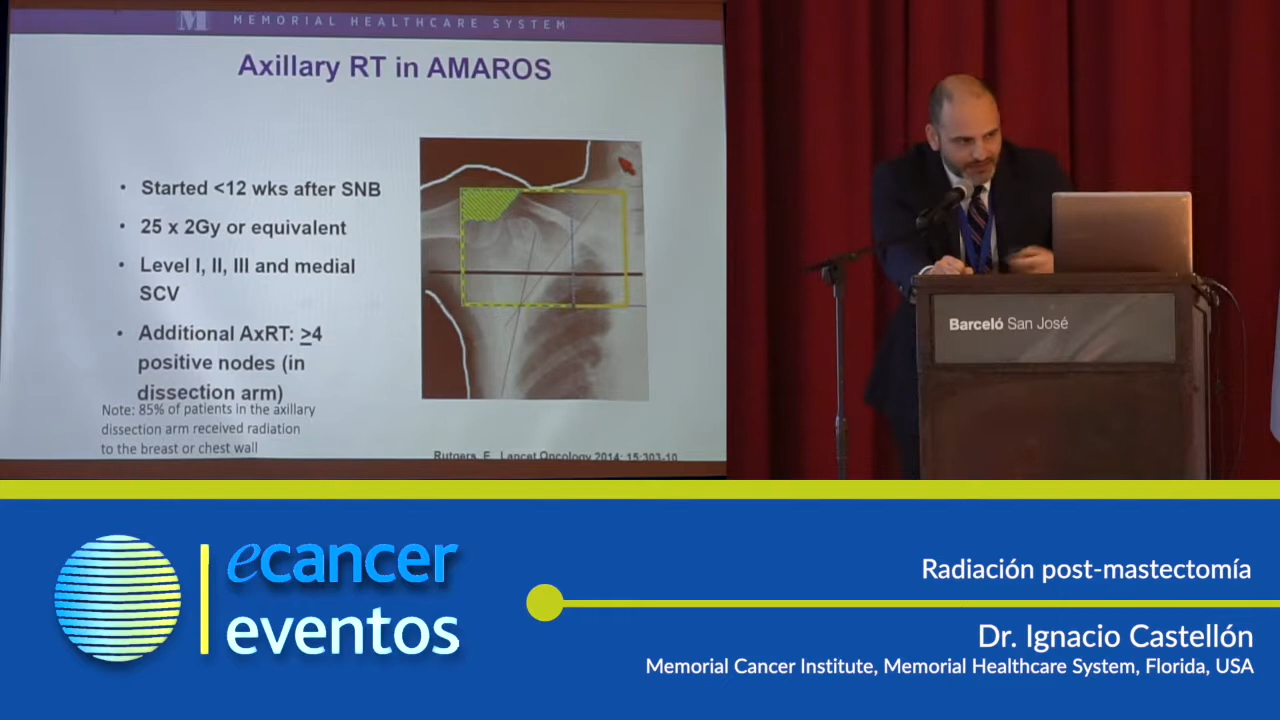 M MEMORIAL HEALTHCARE SYSTEM
Axillary RT in AMAROS
• Started <12 wks after SNB
• 25 x 2Gy or equivalent
• Level I, II, III and medial
SCV
• Additional AxRT: >4
positive nodes (in
dissection arm)
Note: 85% of patients in the axillary
dissection arm received radiation
to the breast or chest wall
Rutgers, E, Lancet Oncology 2014; 15:303-10
Barceló San José
ecancer
eventos
Radiación post-mastectomía
Dr. Ignacio Castellón
Memorial Cancer Institute, Memorial Healthcare System, Florida, USA